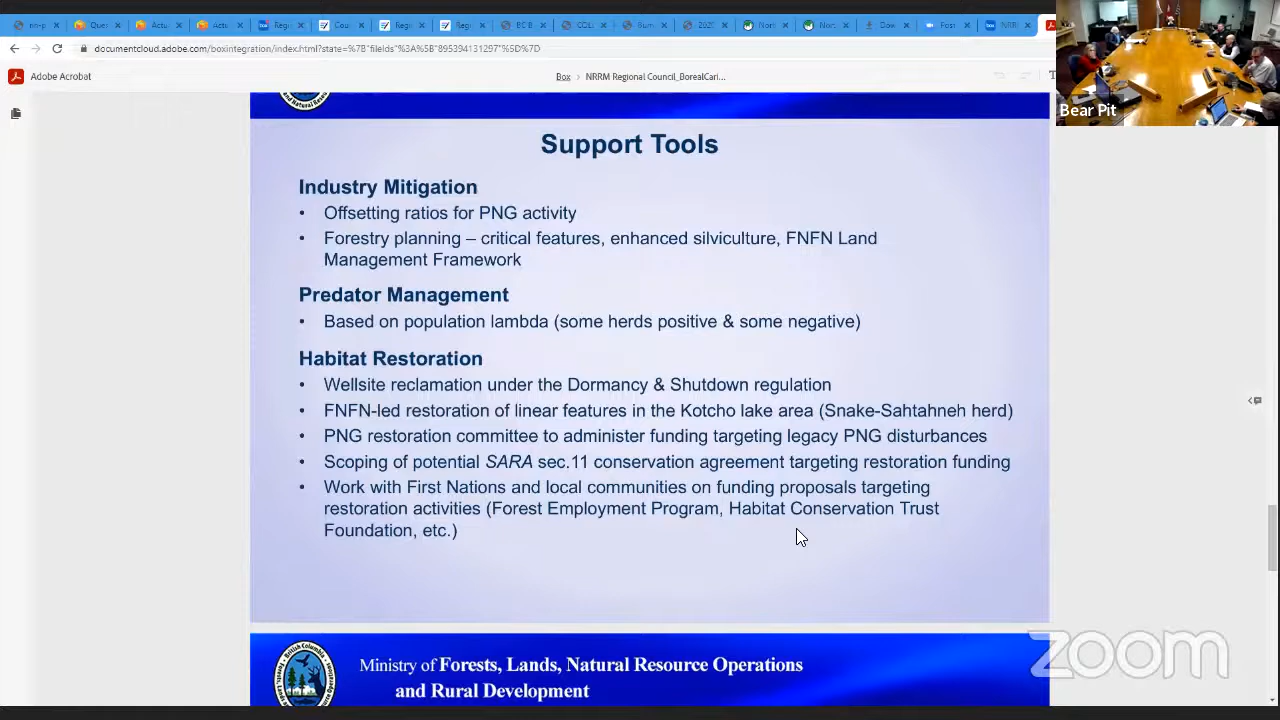 documentcloud.adobe.com/boxintegration/index.html?state=%7B"fields"%3A%5B"895394131297"%5D%7D
Adobe Acrobat
Box > NRRM Regional Council_BorealCari...
Bear Pit
Support Tools
Industry Mitigation
• Offsetting ratios for PNG activity
• Forestry planning – critical features, enhanced silviculture, FNFN Land
Management Framework
Predator Management
• Based on population lambda (some herds positive & some negative)
Habitat Restoration
• Wellsite reclamation under the Dormancy & Shutdown regulation
• FNFN-led restoration of linear features in the Kotcho lake area (Snake-Sahtahneh herd)
• PNG restoration committee to administer funding targeting legacy PNG disturbances
• Scoping of potential SARA sec.11 conservation agreement targeting restoration funding
• Work with First Nations and local communities on funding proposals targeting
restoration activities (Forest Employment Program, Habitat Conservation Trust
Foundation, etc.)
Ministry of Forests, Lands, Natural Resource Operations
and Rural Development
zoom